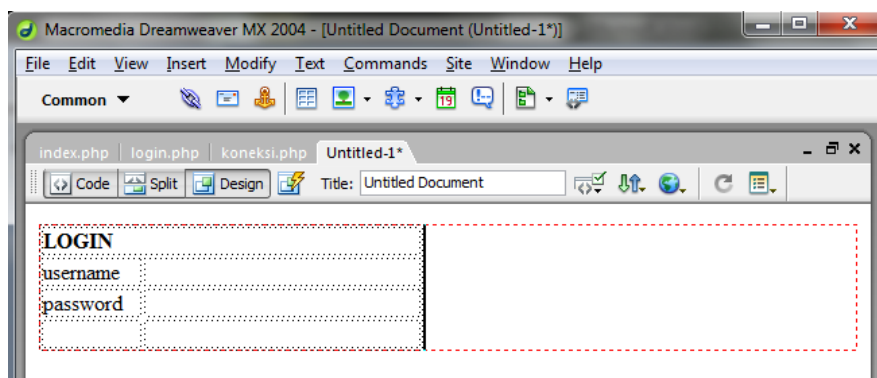 Macromedia Dreamweaver MX 2004 - [Untitled Document (Untitled-1*)]
File Edit View Insert Modify Text Commands Site Window Help
Common
19
index.php login.php koneksi.php Untitled-1*
Code Split Design Title: Untitled Document
LOGIN
username
password